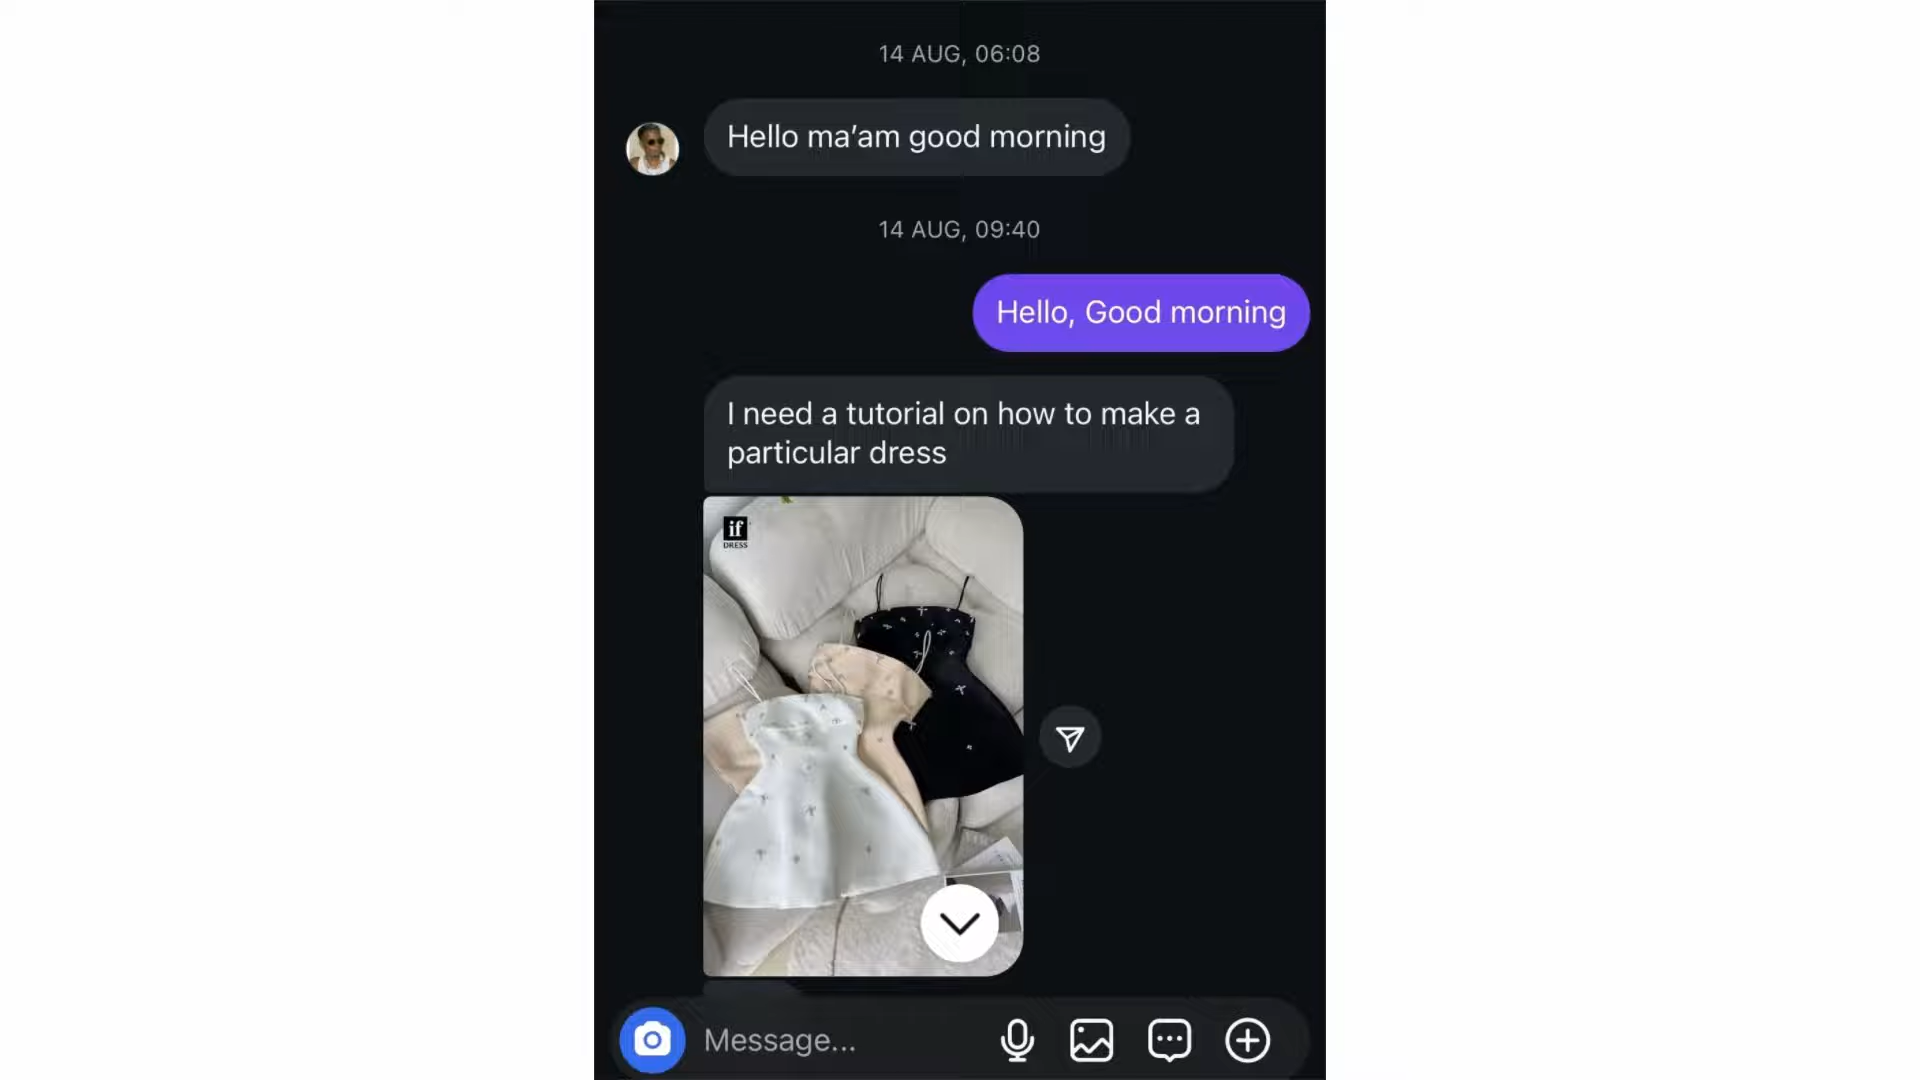 14 AUG, 06:08
Hello ma’am good morning
14 AUG, 09:40
Hello, Good morning
I need a tutorial on how to make a
particular dress
if
DRESS
Message...